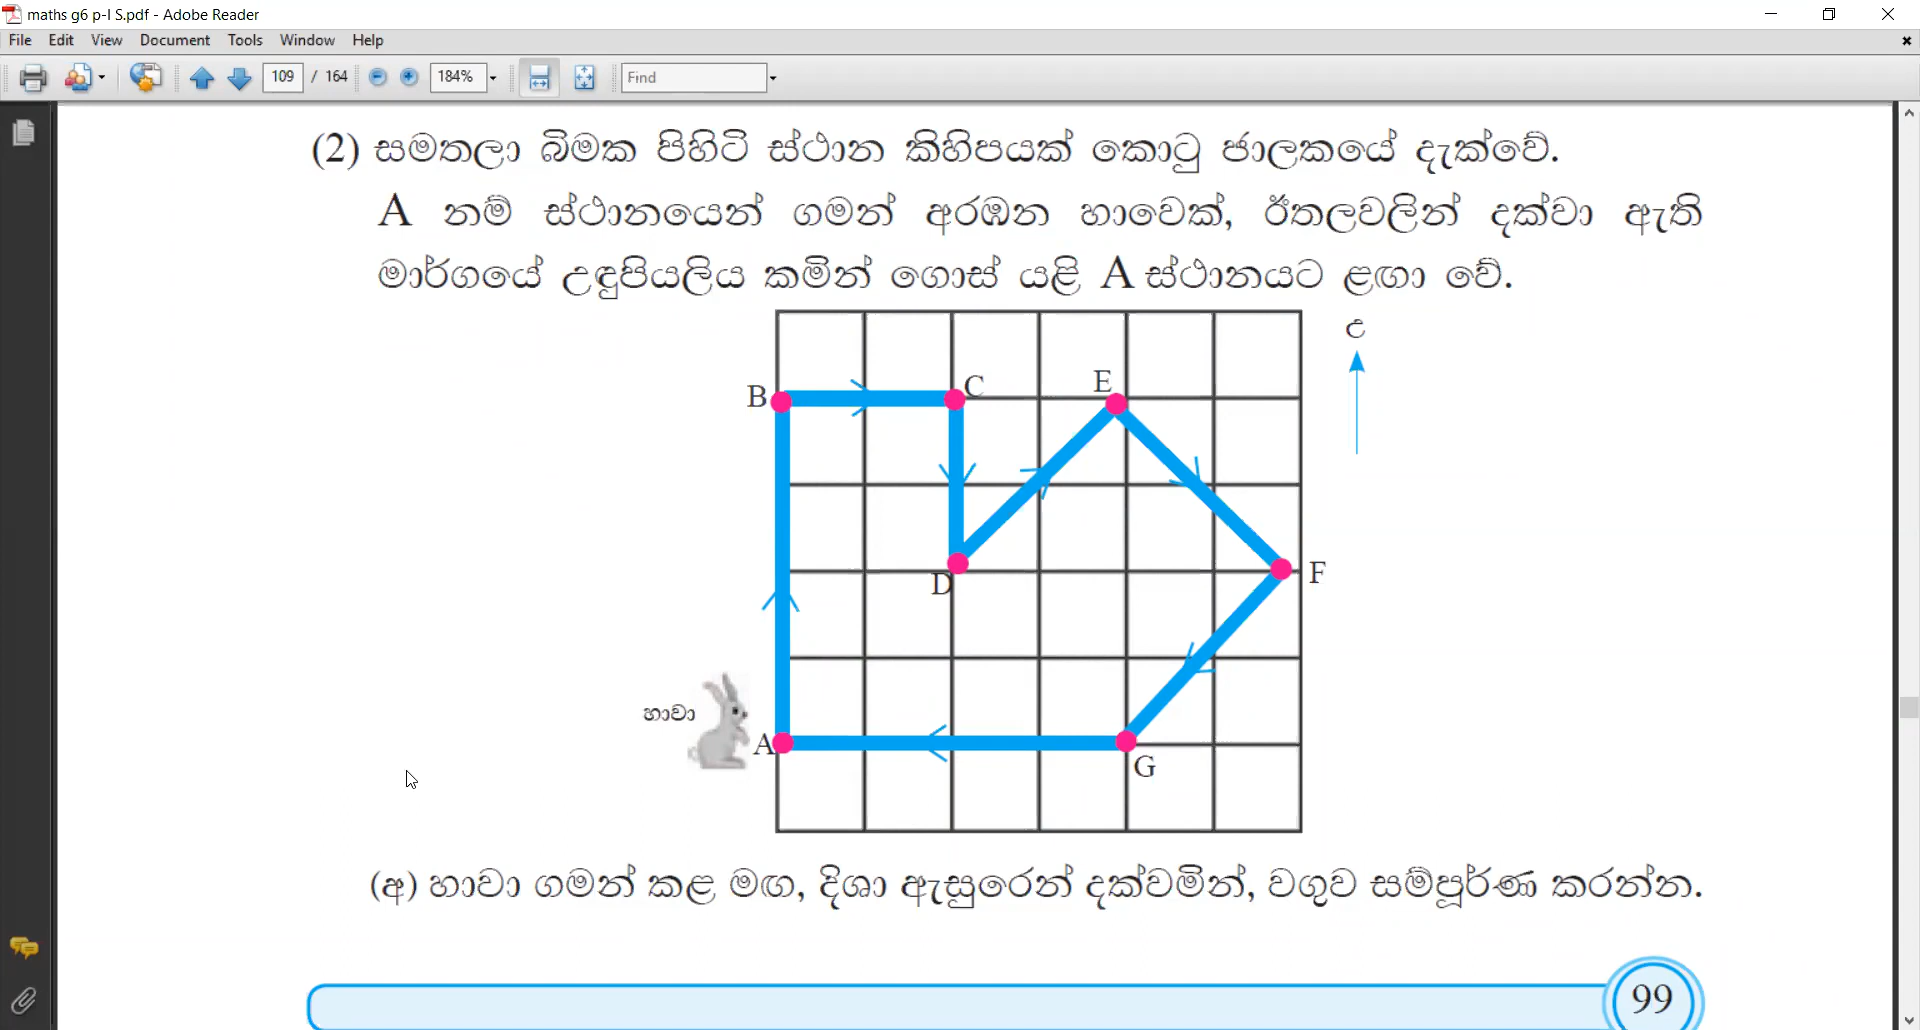 maths g6 p-I S.pdf - Adobe Reader
File Edit View Document Tools Window Help
109 / 164 184% Find
(2) සමතලා බිමක පිහිටි ස්ථාන කිහිපයක් කොටු ජාලකයේ දැක්වේ.
A නම් ස්ථානයෙන් ගමන් අරඹන හාවෙක්, ඊතලවලින් දක්වා ඇති
මාර්ගයේ උඳුපියලිය කමින් ගොස් යළි A ස්ථානයට ළඟා වේ.
උ
B
C
E
D
F
හාවා
A
G
(අ) හාවා ගමන් කළ මඟ, දිශා ඇසුරෙන් දක්වමින්, වගුව සම්පූර්ණ කරන්න.
99